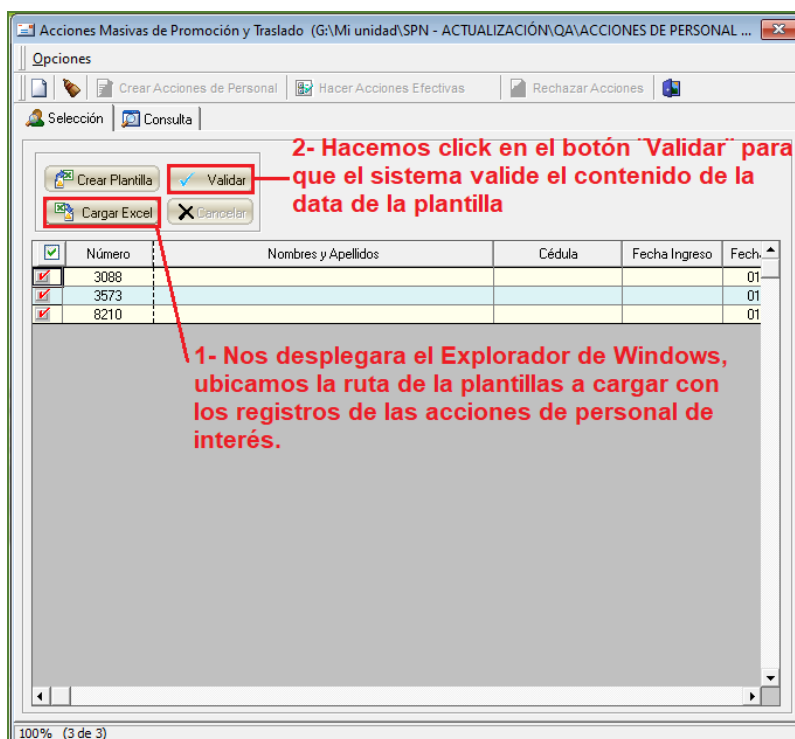 Acciones Masivas de Promoción y Traslado (G:\Mi unidad\SPN - ACTUALIZACIÓN\QA\ACCIONES DE PERSONAL ...
Opciones
Crear Acciones de Personal Hacer Acciones Efectivas Rechazar Acciones
Selección Consulta
2- Hacemos click en el botón ¨Validar¨ para
que el sistema valide el contenido de la
data de la plantilla
Crear Plantilla Validar
Cargar Excel Cancelar
Número Nombres y Apellidos Cédula Fecha Ingreso Fech
3088 01
3573 01
8210 01
1- Nos desplegara el Explorador de Windows,
ubicamos la ruta de la plantillas a cargar con
los registros de las acciones de personal de
interés.
100% (3 de 3)